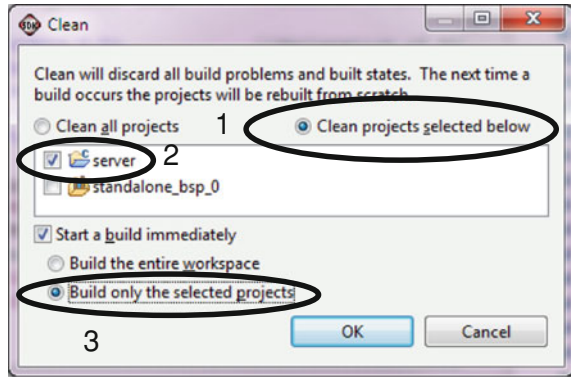 SDK Clean
Clean will discard all build problems and built states. The next time a
build occurs the projects will be rebuilt from scratch.
Clean all projects 1 Clean projects selected below
server 2
standalone_bsp_0
Start a build immediately
Build the entire workspace
Build only the selected projects
3
OK Cancel